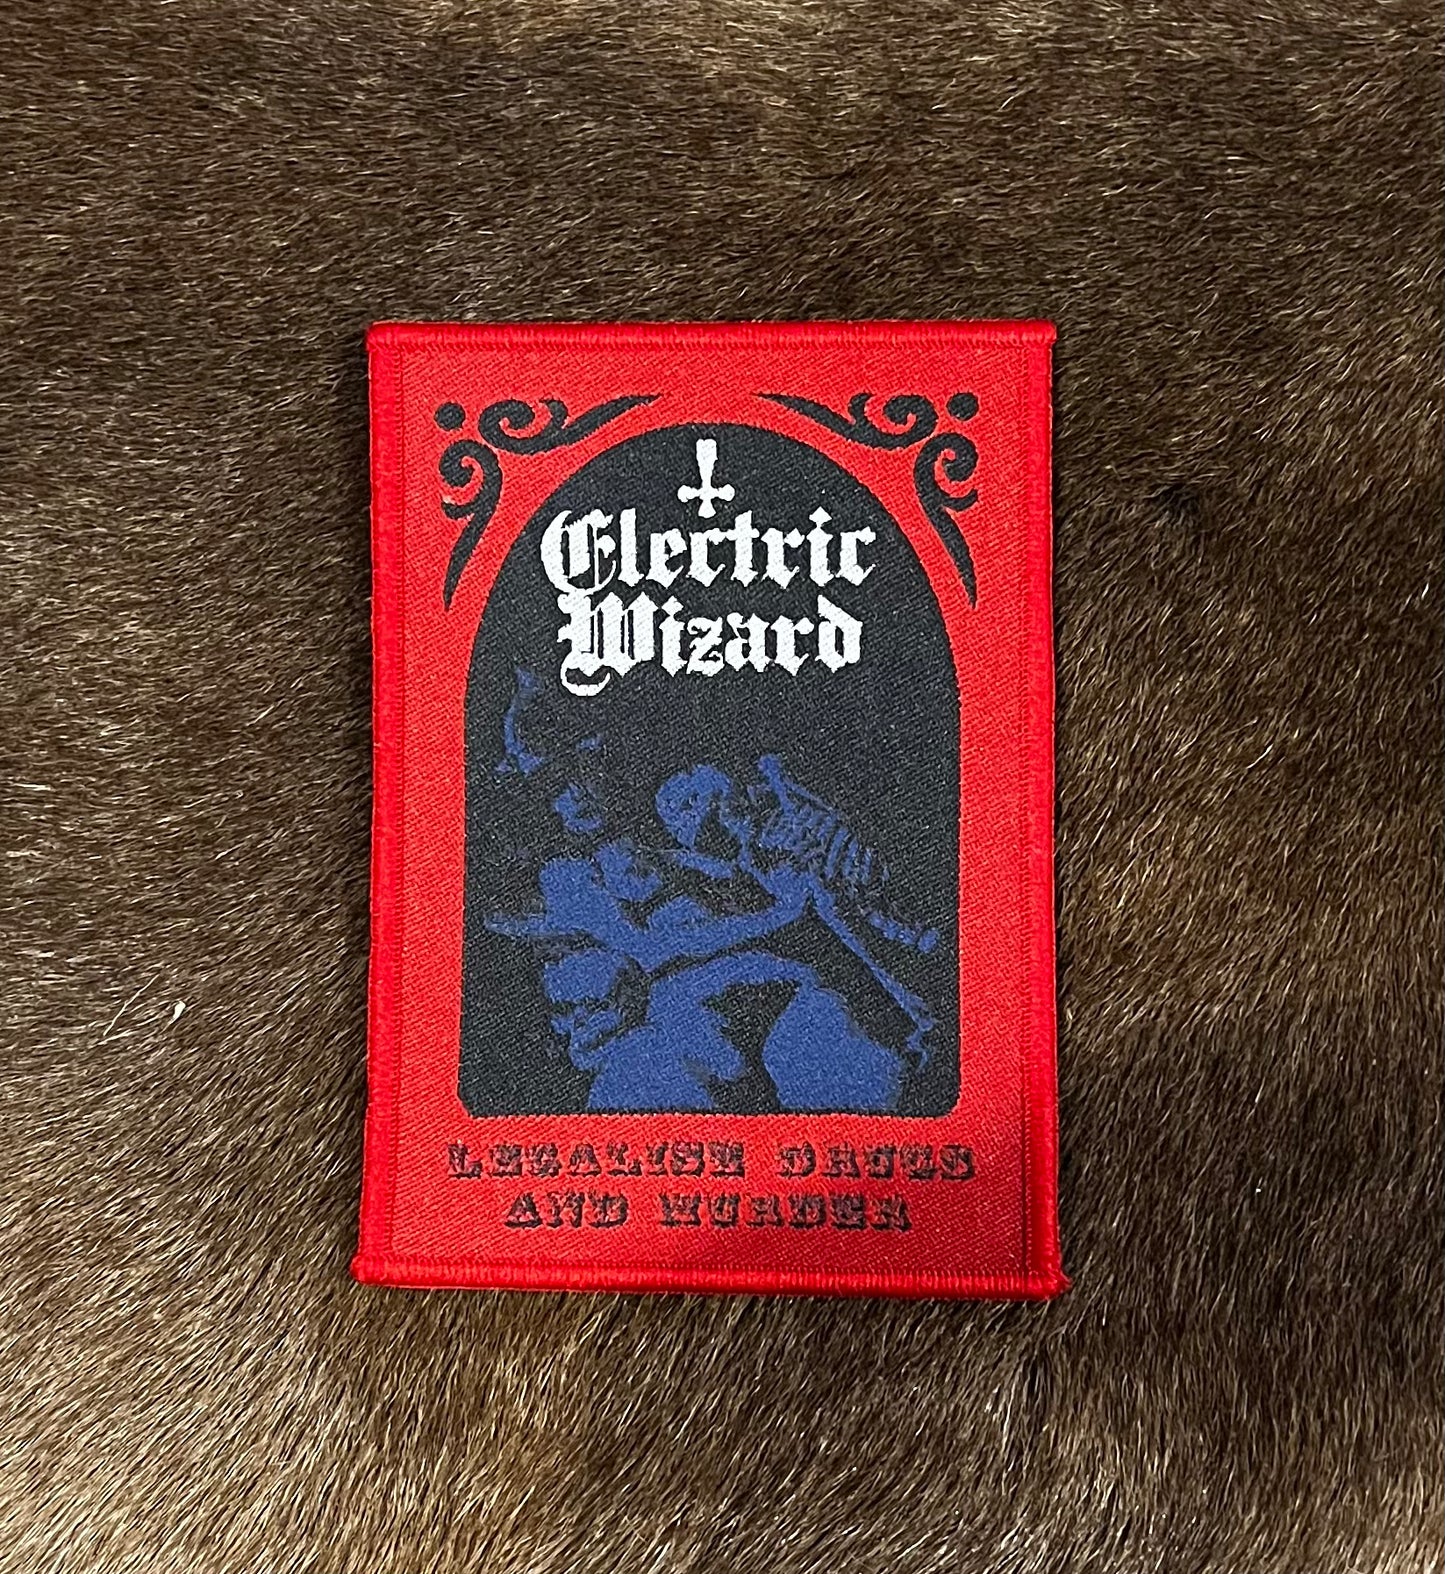 Electric
Wizard
LEGALISE DRUGS
AND MURDER